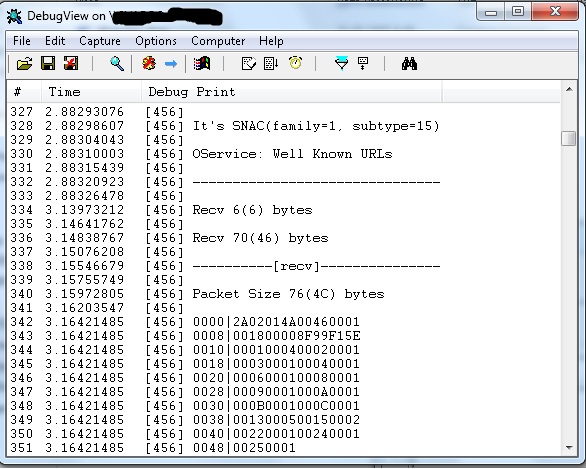 DebugView on
File Edit Capture Options Computer Help
# Time Debug Print
327 2.88293076 [456]
328 2.88298607 [456] It's SNAC(family=1, subtype=15)
329 2.88304043 [456]
330 2.88310003 [456] OService: Well Known URLs
331 2.88315439 [456]
332 2.88320923 [456] -------------------------------
333 2.88326478 [456]
334 3.13973212 [456] Recv 6(6) bytes
335 3.14641762 [456]
336 3.14838767 [456] Recv 70(46) bytes
337 3.15076208 [456]
338 3.15546679 [456] ----------[recv]---------------
339 3.15755749 [456]
340 3.15972805 [456] Packet Size 76(4C) bytes
341 3.16203547 [456]
342 3.16421485 [456] 0000|2A02014A00460001
343 3.16421485 [456] 0008|001800008F99F15E
344 3.16421485 [456] 0010|0001000400020001
345 3.16421485 [456] 0018|0003000100040001
346 3.16421485 [456] 0020|0006000100080001
347 3.16421485 [456] 0028|00090001000A0001
348 3.16421485 [456] 0030|000B0001000C0001
349 3.16421485 [456] 0038|0013000500150002
350 3.16421485 [456] 0040|0022000100240001
351 3.16421485 [456] 0048|00250001